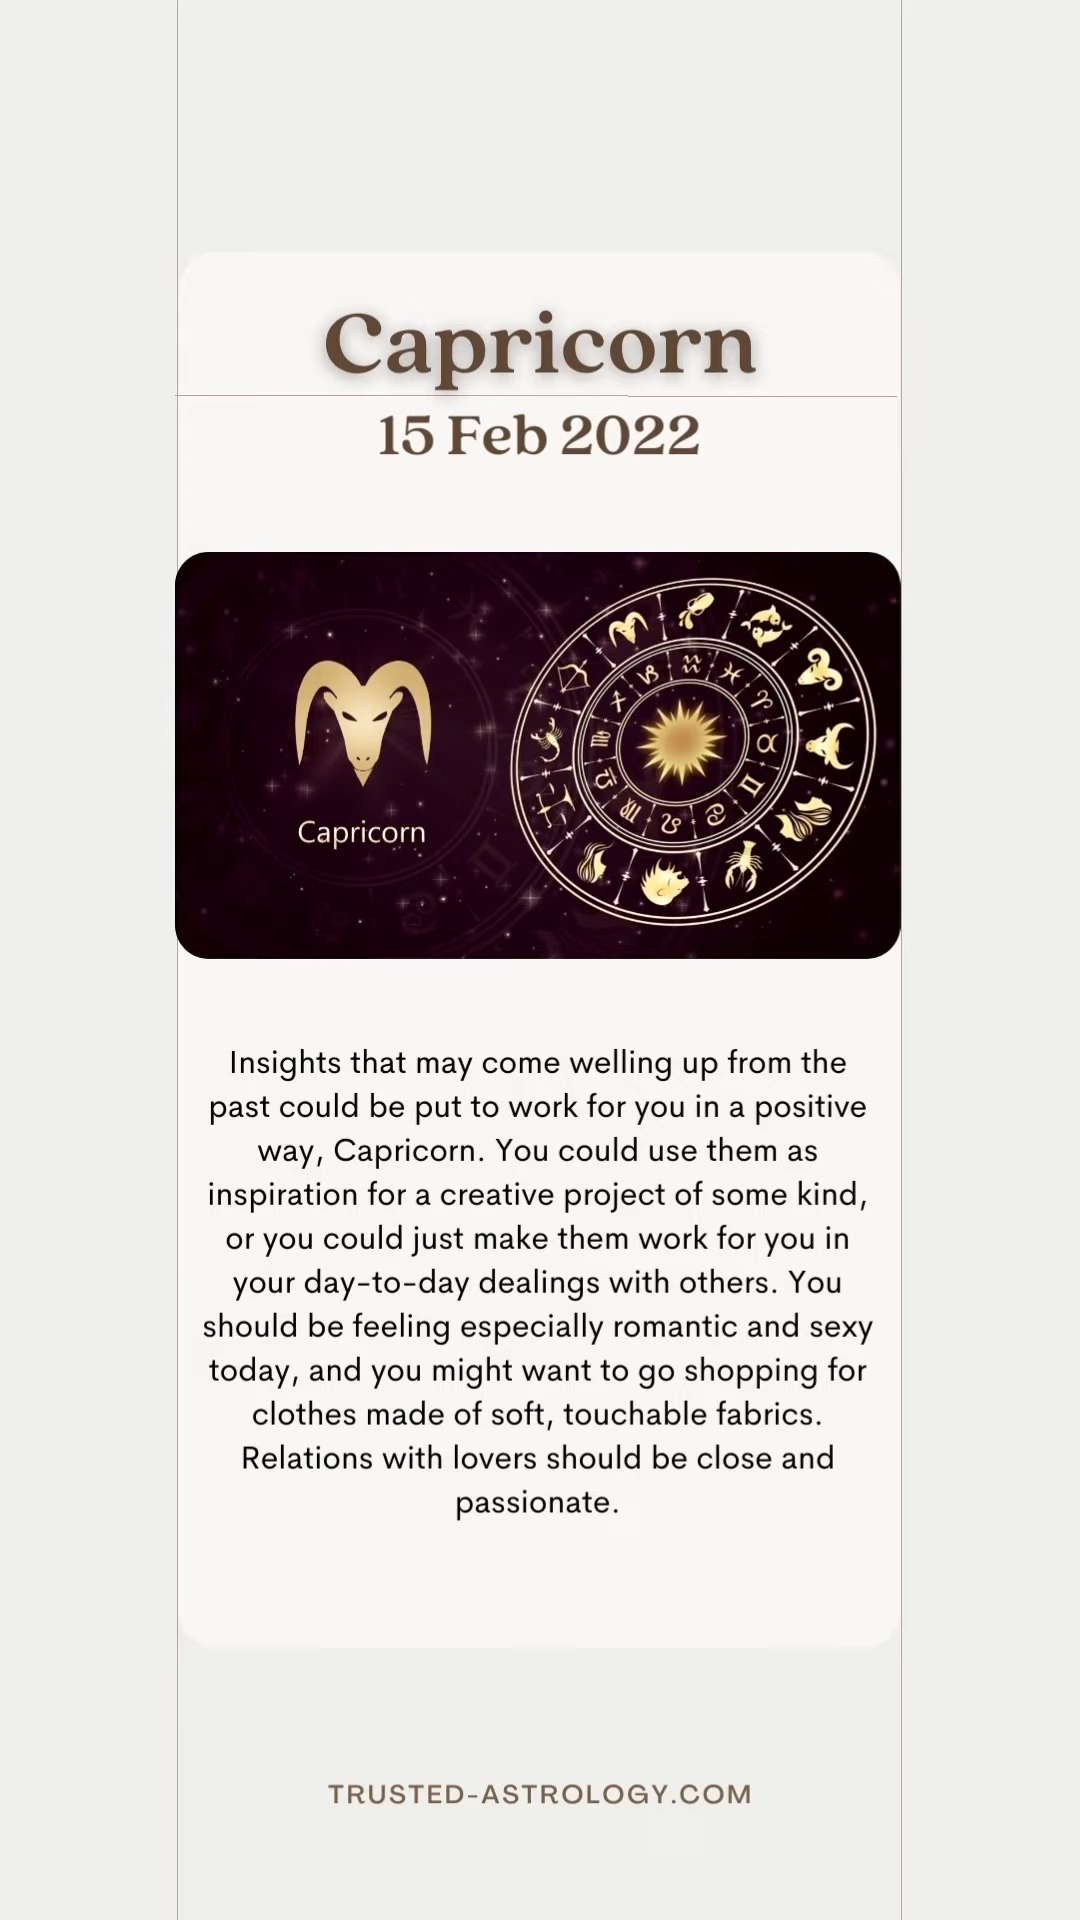 Capricorn
15 Feb 2022
Capricorn
Insights that may come welling up from the
past could be put to work for you in a positive
way, Capricorn. You could use them as
inspiration for a creative project of some kind,
or you could just make them work for you in
your day-to-day dealings with others. You
should be feeling especially romantic and sexy
today, and you might want to go shopping for
clothes made of soft, touchable fabrics.
Relations with lovers should be close and
passionate.
TRUSTED-ASTROLOGY.COM